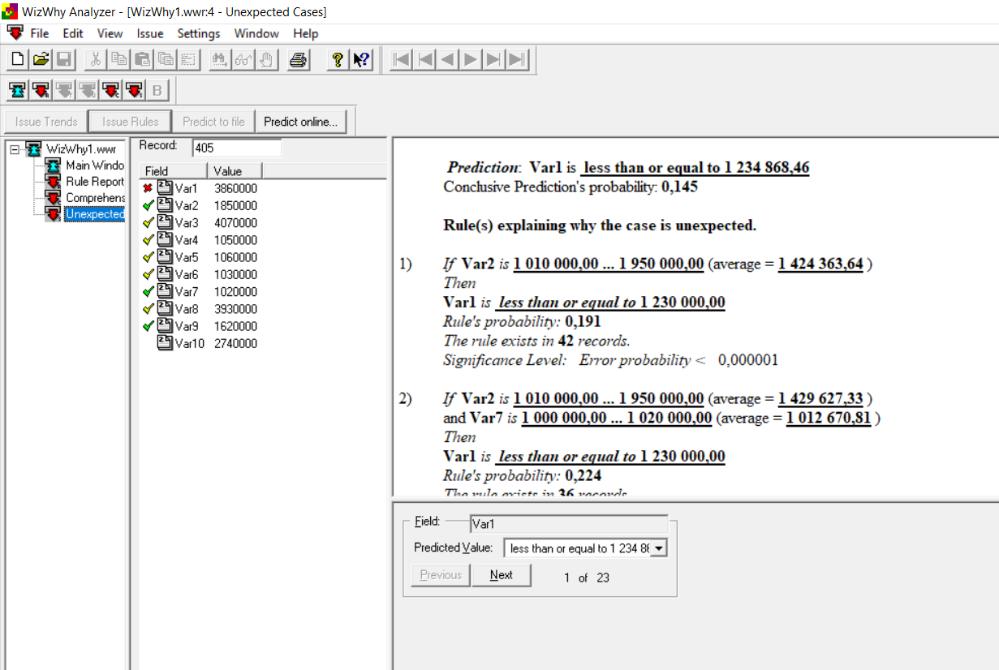 WizWhy Analyzer - [WizWhy1.wwr:4 - Unexpected Cases]
File Edit View Issue Settings Window Help
B
Issue Trends Issue Rules Predict to file Predict online...
WizWhy1.wwr
Main Windo
Rule Report
Comprehens
Unexpected
Record: 405
Field Value
Var1 3860000
Var2 1850000
Var3 4070000
Var4 1050000
Var5 1060000
Var6 1030000
Var7 1020000
Var8 3930000
Var9 1620000
Var10 2740000
Prediction: Var1 is less than or equal to 1 234 868,46
Conclusive Prediction's probability: 0,145
Rule(s) explaining why the case is unexpected.
1) If Var2 is 1 010 000,00 ... 1 950 000,00 (average = 1 424 363,64 )
Then
Var1 is less than or equal to 1 230 000,00
Rule's probability: 0,191
The rule exists in 42 records.
Significance Level: Error probability < 0,000001
2) If Var2 is 1 010 000,00 ... 1 950 000,00 (average = 1 429 627,33 )
and Var7 is 1 000 000,00 ... 1 020 000,00 (average = 1 012 670,81 )
Then
Var1 is less than or equal to 1 230 000,00
Rule's probability: 0,224
The rule exists in 36 records.
Field: Var1
Predicted Value: less than or equal to 1 234 86
Previous Next 1 of 23